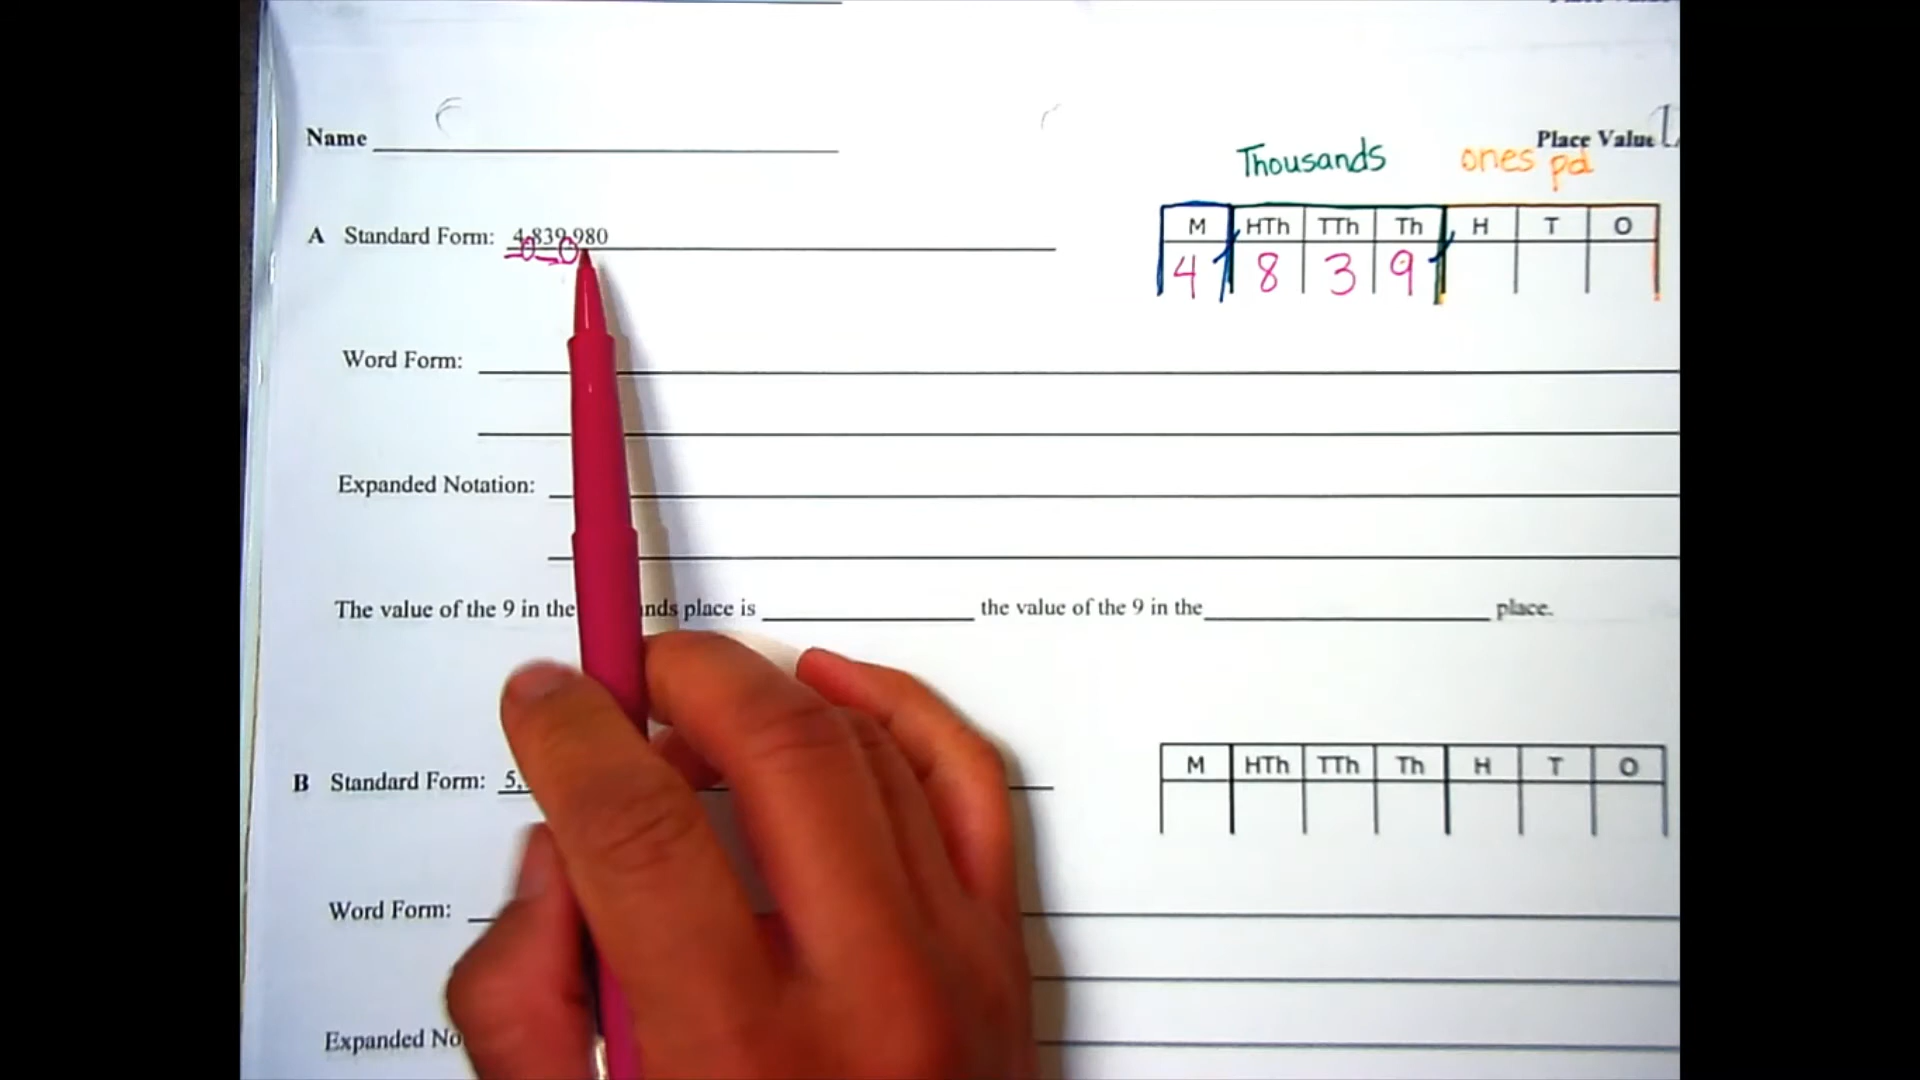 Name
Place Value
Thousands ones pd
A Standard Form: 4,839,980
M HTh TTh Th H T O
4 , 8 3 9 ,
Word Form:
Expanded Notation:
The value of the 9 in the place is the value of the 9 in the place.
B Standard Form: 5,
M HTh TTh Th H T O
Word Form:
Expanded No